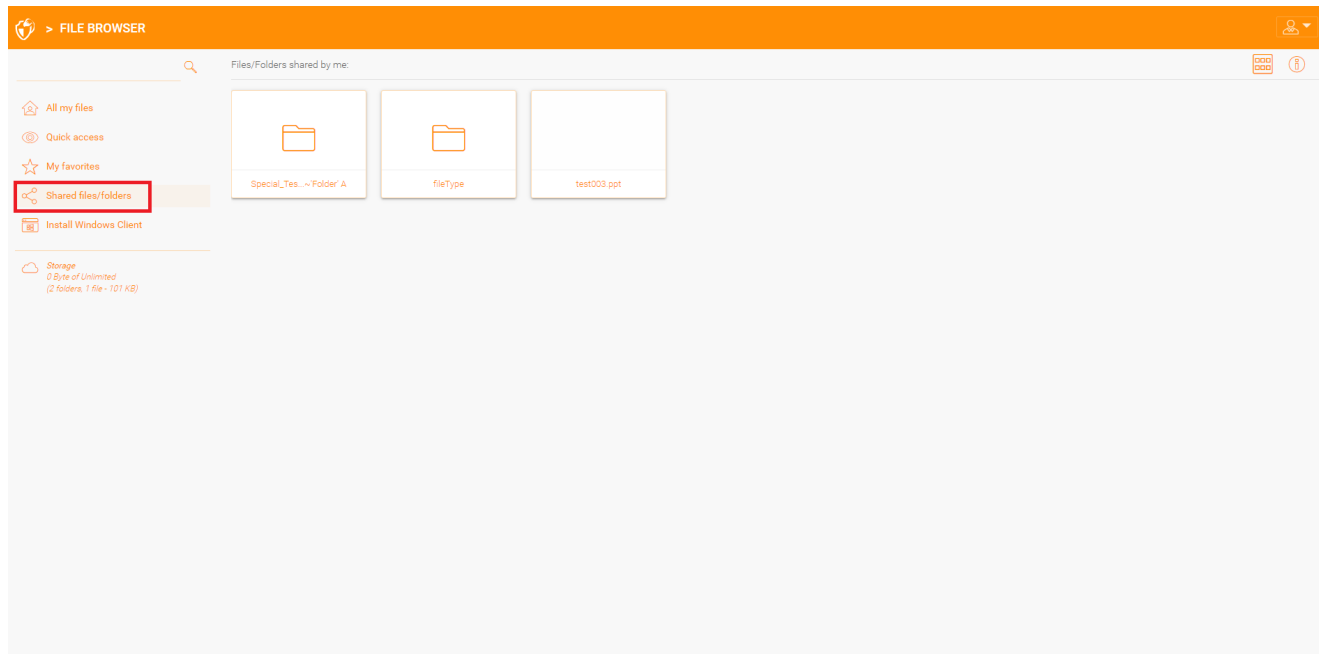 > FILE BROWSER
Files/Folders shared by me:
All my files
Quick access
My favorites
Shared files/folders
Install Windows Client
Storage
0 Byte of Unlimited
(2 folders, 1 file - 101 KB)
Special_Tes...~'Folder' A
fileType
test003.ppt